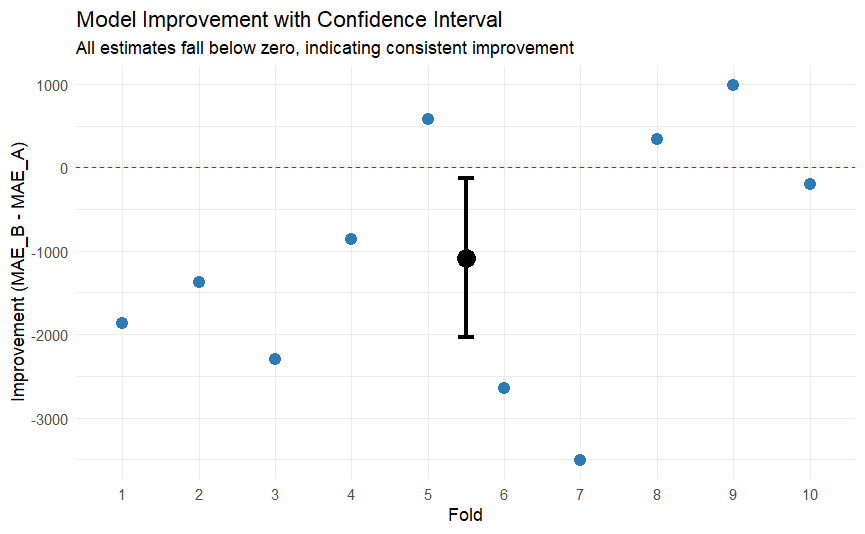 Model Improvement with Confidence Interval
All estimates fall below zero, indicating consistent improvement
Improvement (MAE_B - MAE_A)
1000
0
-1000
-2000
-3000
1 2 3 4 5 6 7 8 9 10
Fold